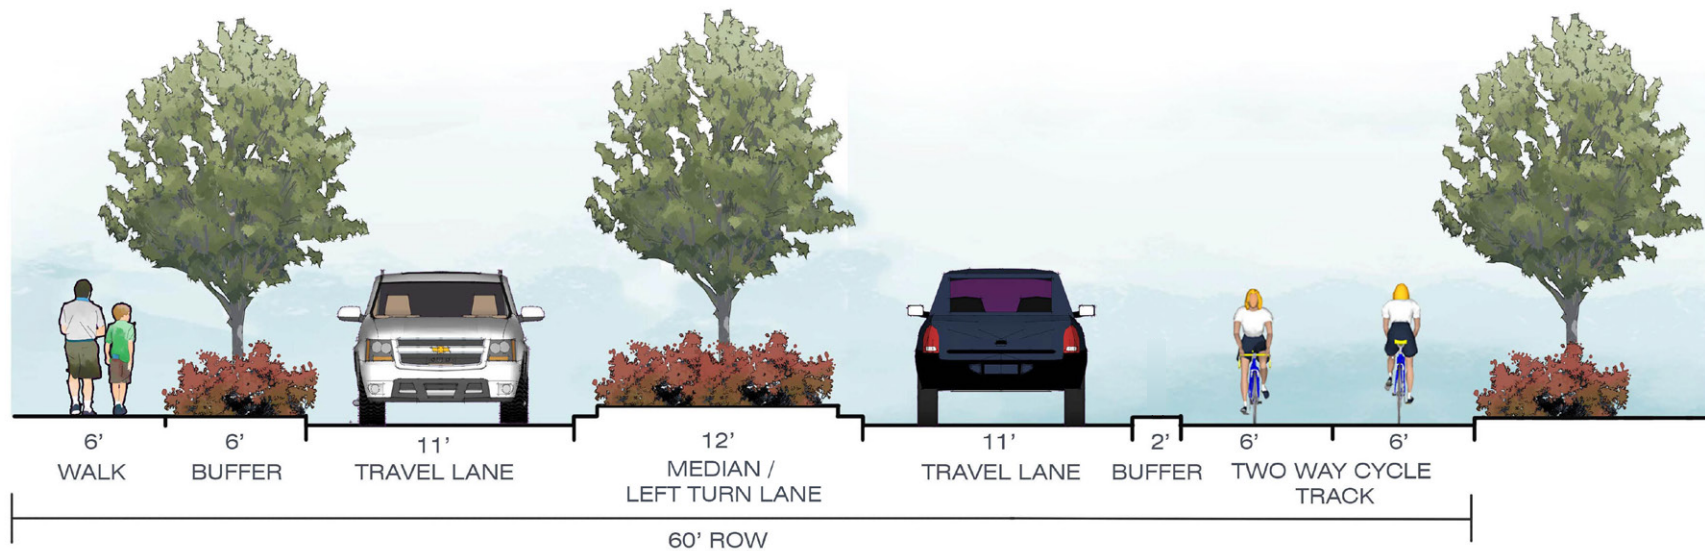 6’ 6’ 11’ 12’ 11’ 2’ 6’ 6’
WALK BUFFER TRAVEL LANE MEDIAN / TRAVEL LANE BUFFER TWO WAY CYCLE
LEFT TURN LANE TRACK
60’ ROW